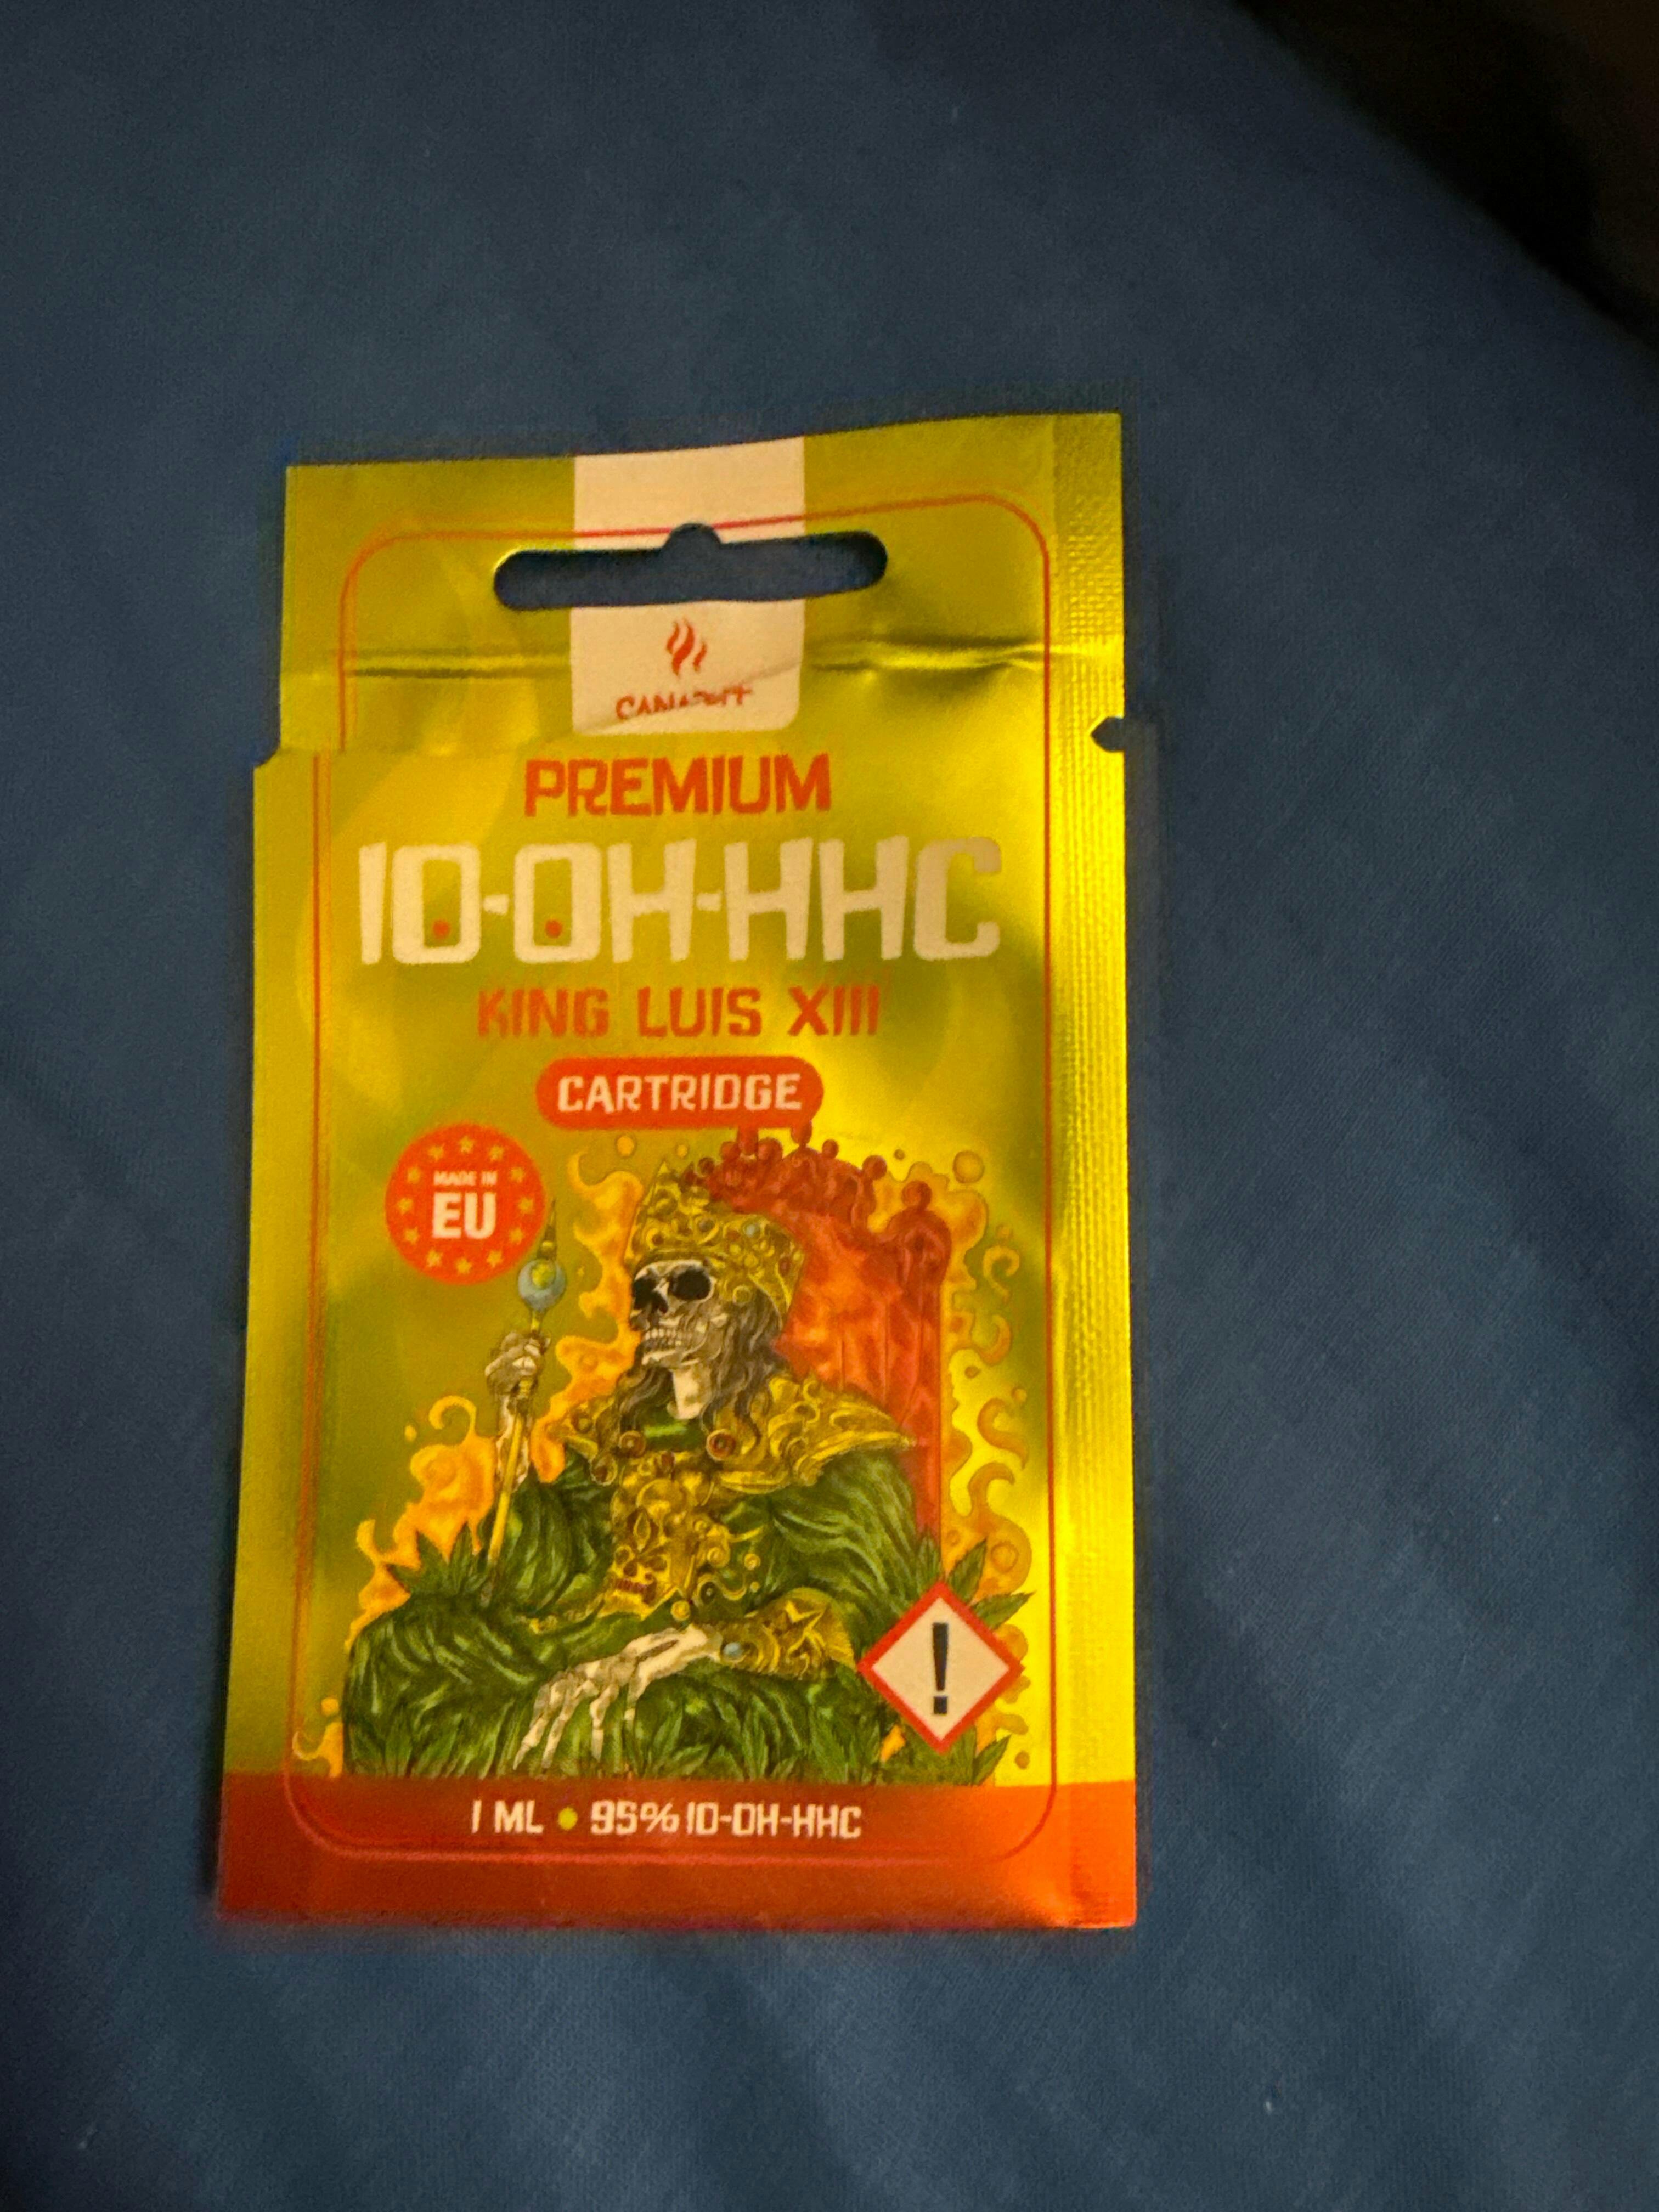 PREMIUM
10-OH-HHC
KING LUIS XIII
CARTRIDGE
MADE IN
EU
!
1 ML • 95% 10-OH-HHC